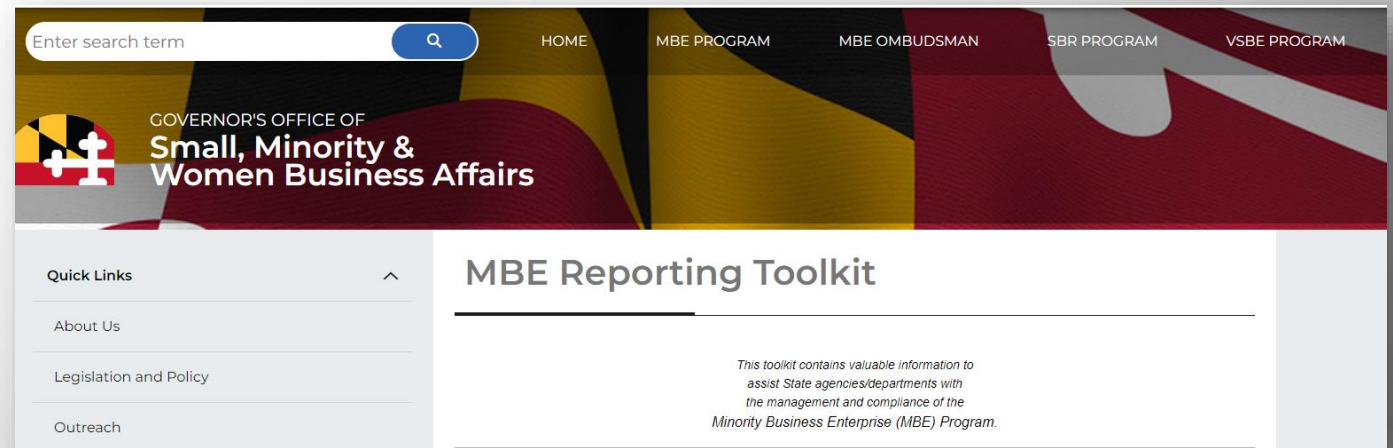 Enter search term
HOME
MBE PROGRAM
MBE OMBUDSMAN
SBR PROGRAM
VSBE PROGRAM
GOVERNOR'S OFFICE OF
Small, Minority &
Women Business Affairs
Quick Links
About Us
Legislation and Policy
Outreach
MBE Reporting Toolkit
This toolkit contains valuable information to
assist State agencies/departments with
the management and compliance of the
Minority Business Enterprise (MBE) Program.